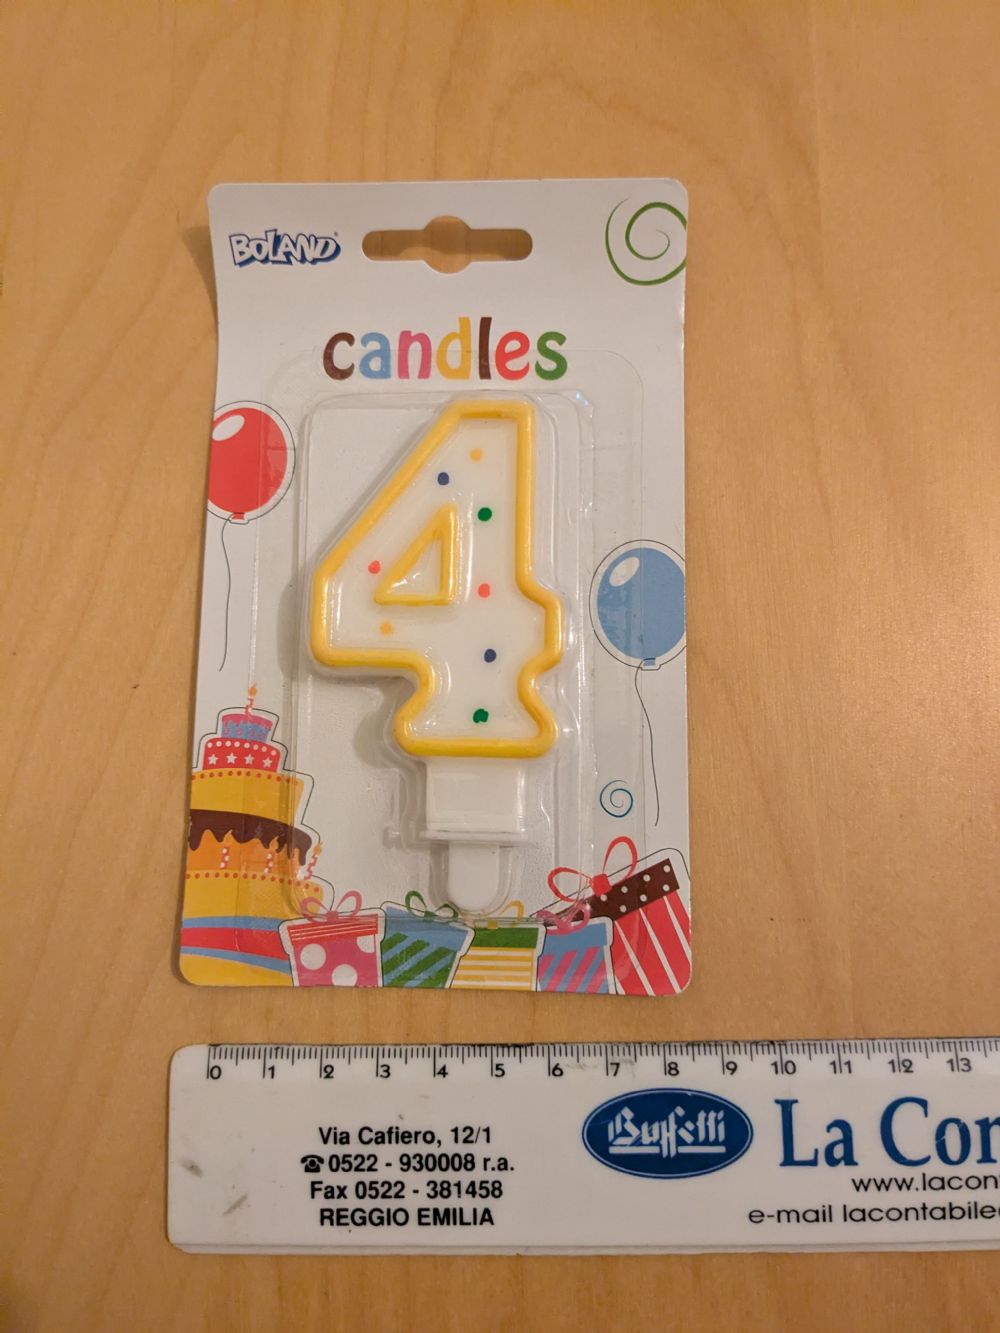 BOLAND
candles
4
0 1 2 3 4 5 6 7 8 9 10 11 12 13
Via Cafiero, 12/1
☎ 0522 - 930008 r.a.
Fax 0522 - 381458
REGGIO EMILIA
Buffetti
La Con
www.lacon
e-mail lacontabile